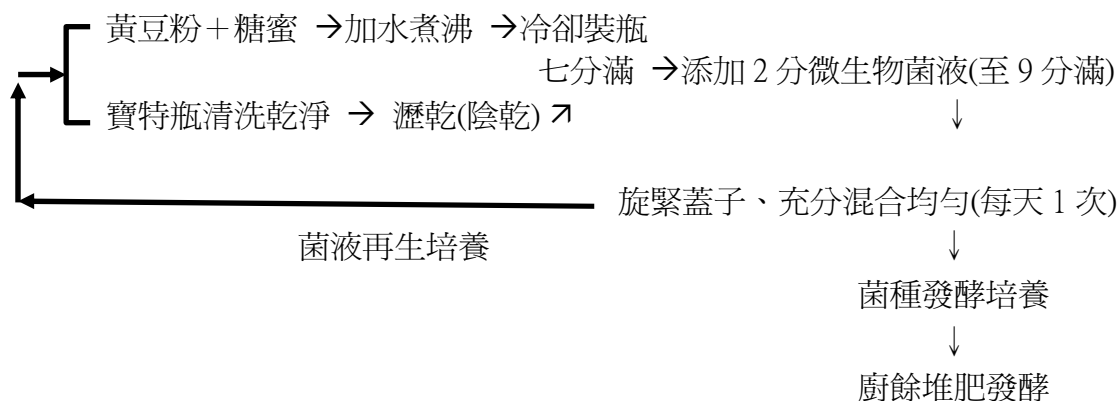 黃豆粉＋糖蜜 →加水煮沸 →冷卻裝瓶
七分滿 →添加 2 分微生物菌液(至 9 分滿)
寶特瓶清洗乾淨 → 瀝乾(陰乾)↗
↓
旋緊蓋子、充分混合均勻(每天 1 次)
菌液再生培養
↓
菌種發酵培養
↓
廚餘堆肥發酵